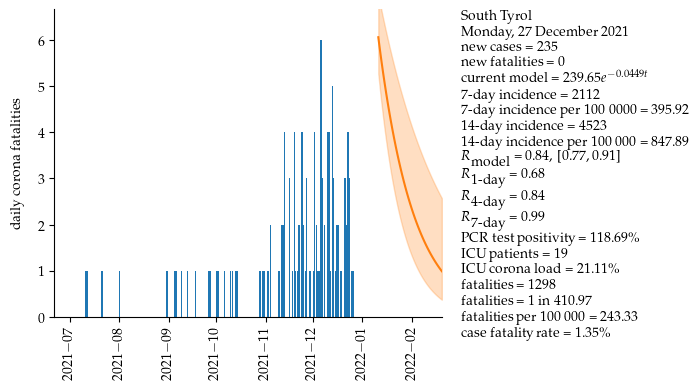 daily corona fatalities
6
5
4
3
2
1
0
2021−07
2021−08
2021−09
2021−10
2021−11
2021−12
2022−01
2022−02
South Tyrol
Monday, 27 December 2021
new cases = 235
new fatalities = 0
current model = 239.65e^{−0.0449t}
7-day incidence = 2112
7-day incidence per 100 0000 = 395.92
14-day incidence = 4523
14-day incidence per 100 000 = 847.89
R_model = 0.84, [0.77, 0.91]
R_1-day = 0.68
R_4-day = 0.84
R_7-day = 0.99
PCR test positivity = 118.69%
ICU patients = 19
ICU corona load = 21.11%
fatalities = 1298
fatalities = 1 in 410.97
fatalities per 100 000 = 243.33
case fatality rate = 1.35%